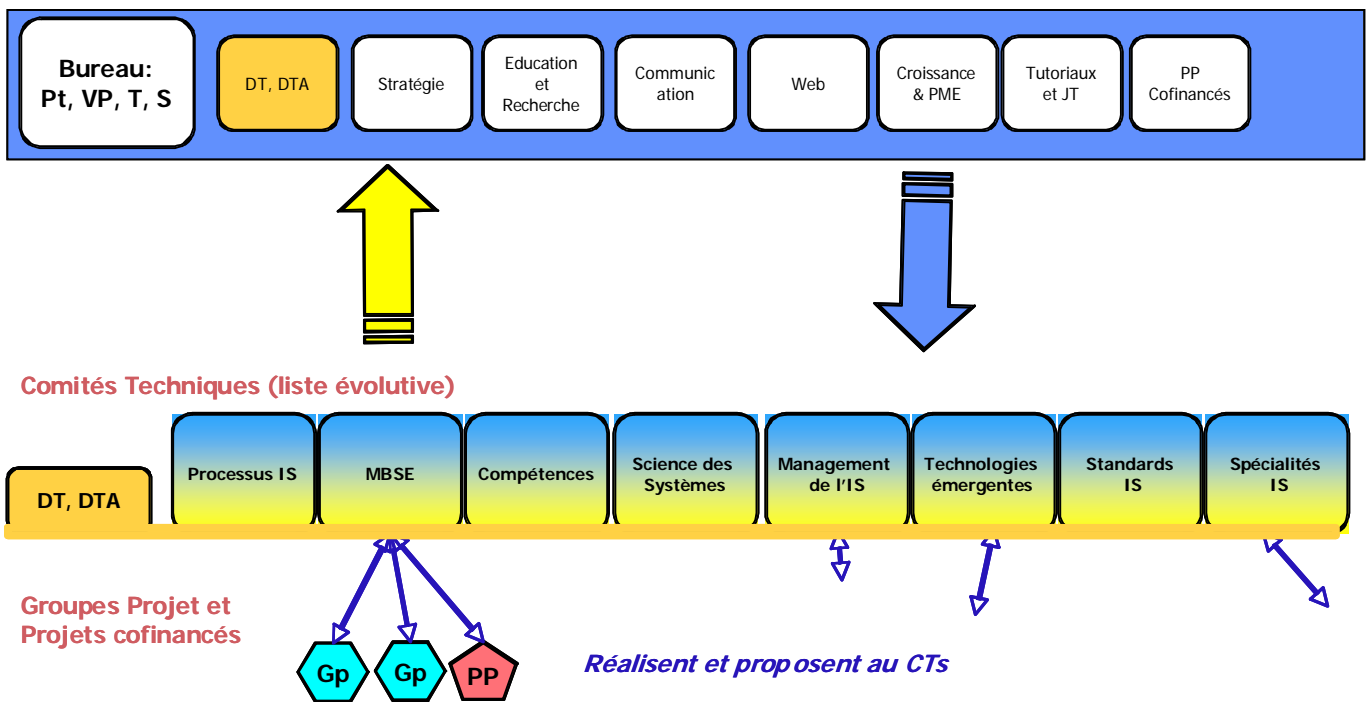 Bureau:
Pt, VP, T, S
DT, DTA
Stratégie
Education
et
Recherche
Communic
ation
Web
Croissance
& PME
Tutoriaux
et JT
PP
Cofinancés
Comités Techniques (liste évolutive)
DT, DTA
Processus IS
MBSE
Compétences
Science des
Systèmes
Management
de l'IS
Technologies
émergentes
Standards
IS
Spécialités
IS
Groupes Projet et
Projets cofinancés
Gp
Gp
PP
Réalisent et proposent au CTs